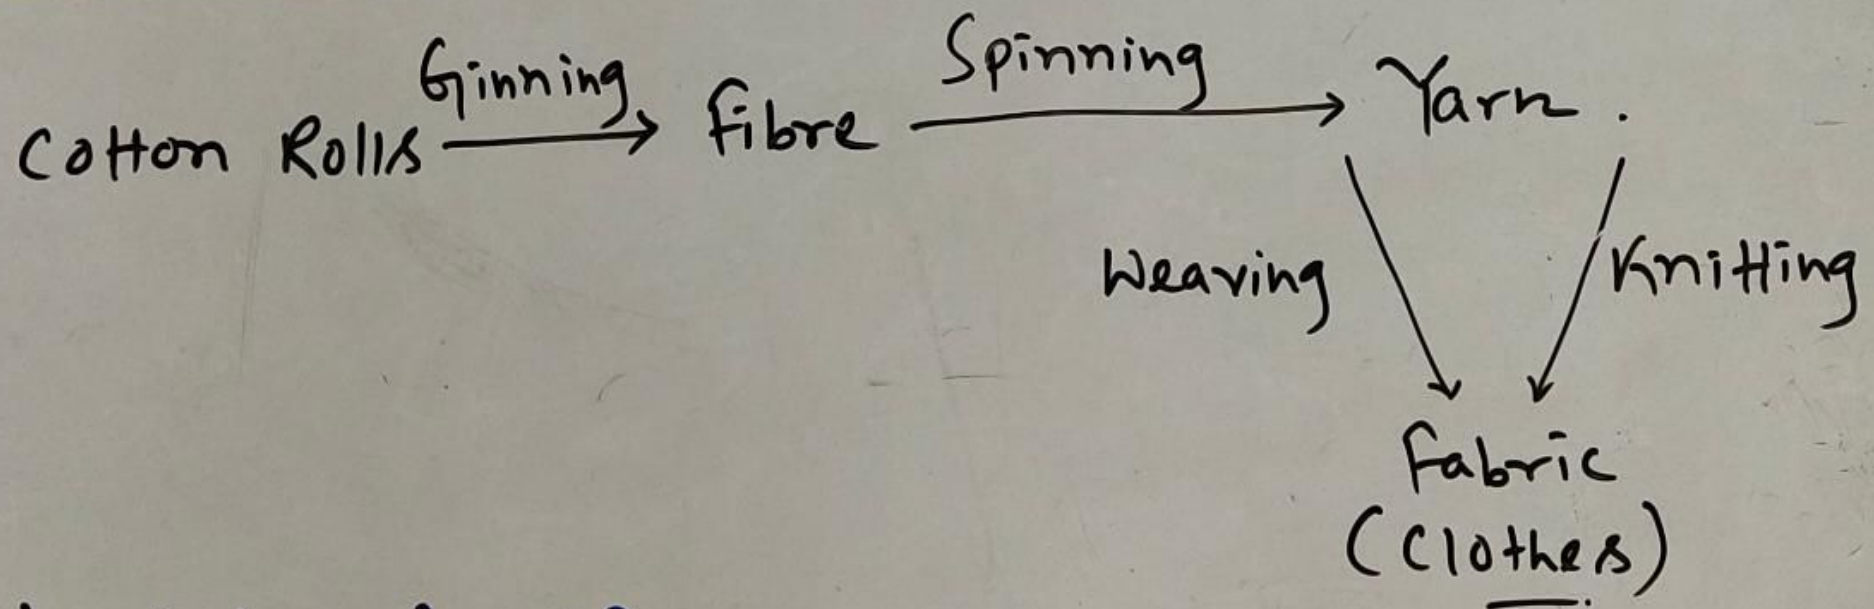 Cotton Rolls Ginning Fibre Spinning Yarn.
Weaving Knitting
Fabric
(Clothes)